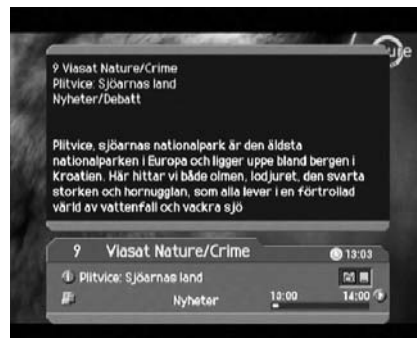 ure
9 Viasat Nature/Crime
Plitvice: Sjöarnas land
Nyheter/Debatt
Plitvice, sjöarnas nationalpark är den äldsta
nationalparken i Europa och ligger uppe bland bergen i
Kroatien. Här hittar vi både olmen, lodjuret, den svarta
storken och hornugglan, som alla lever i en förtrollad
värld av vattenfall och vackra sjö
9 Viasat Nature/Crime 13:03
Plitvice: Sjöarnas land
Nyheter 13:00 14:00